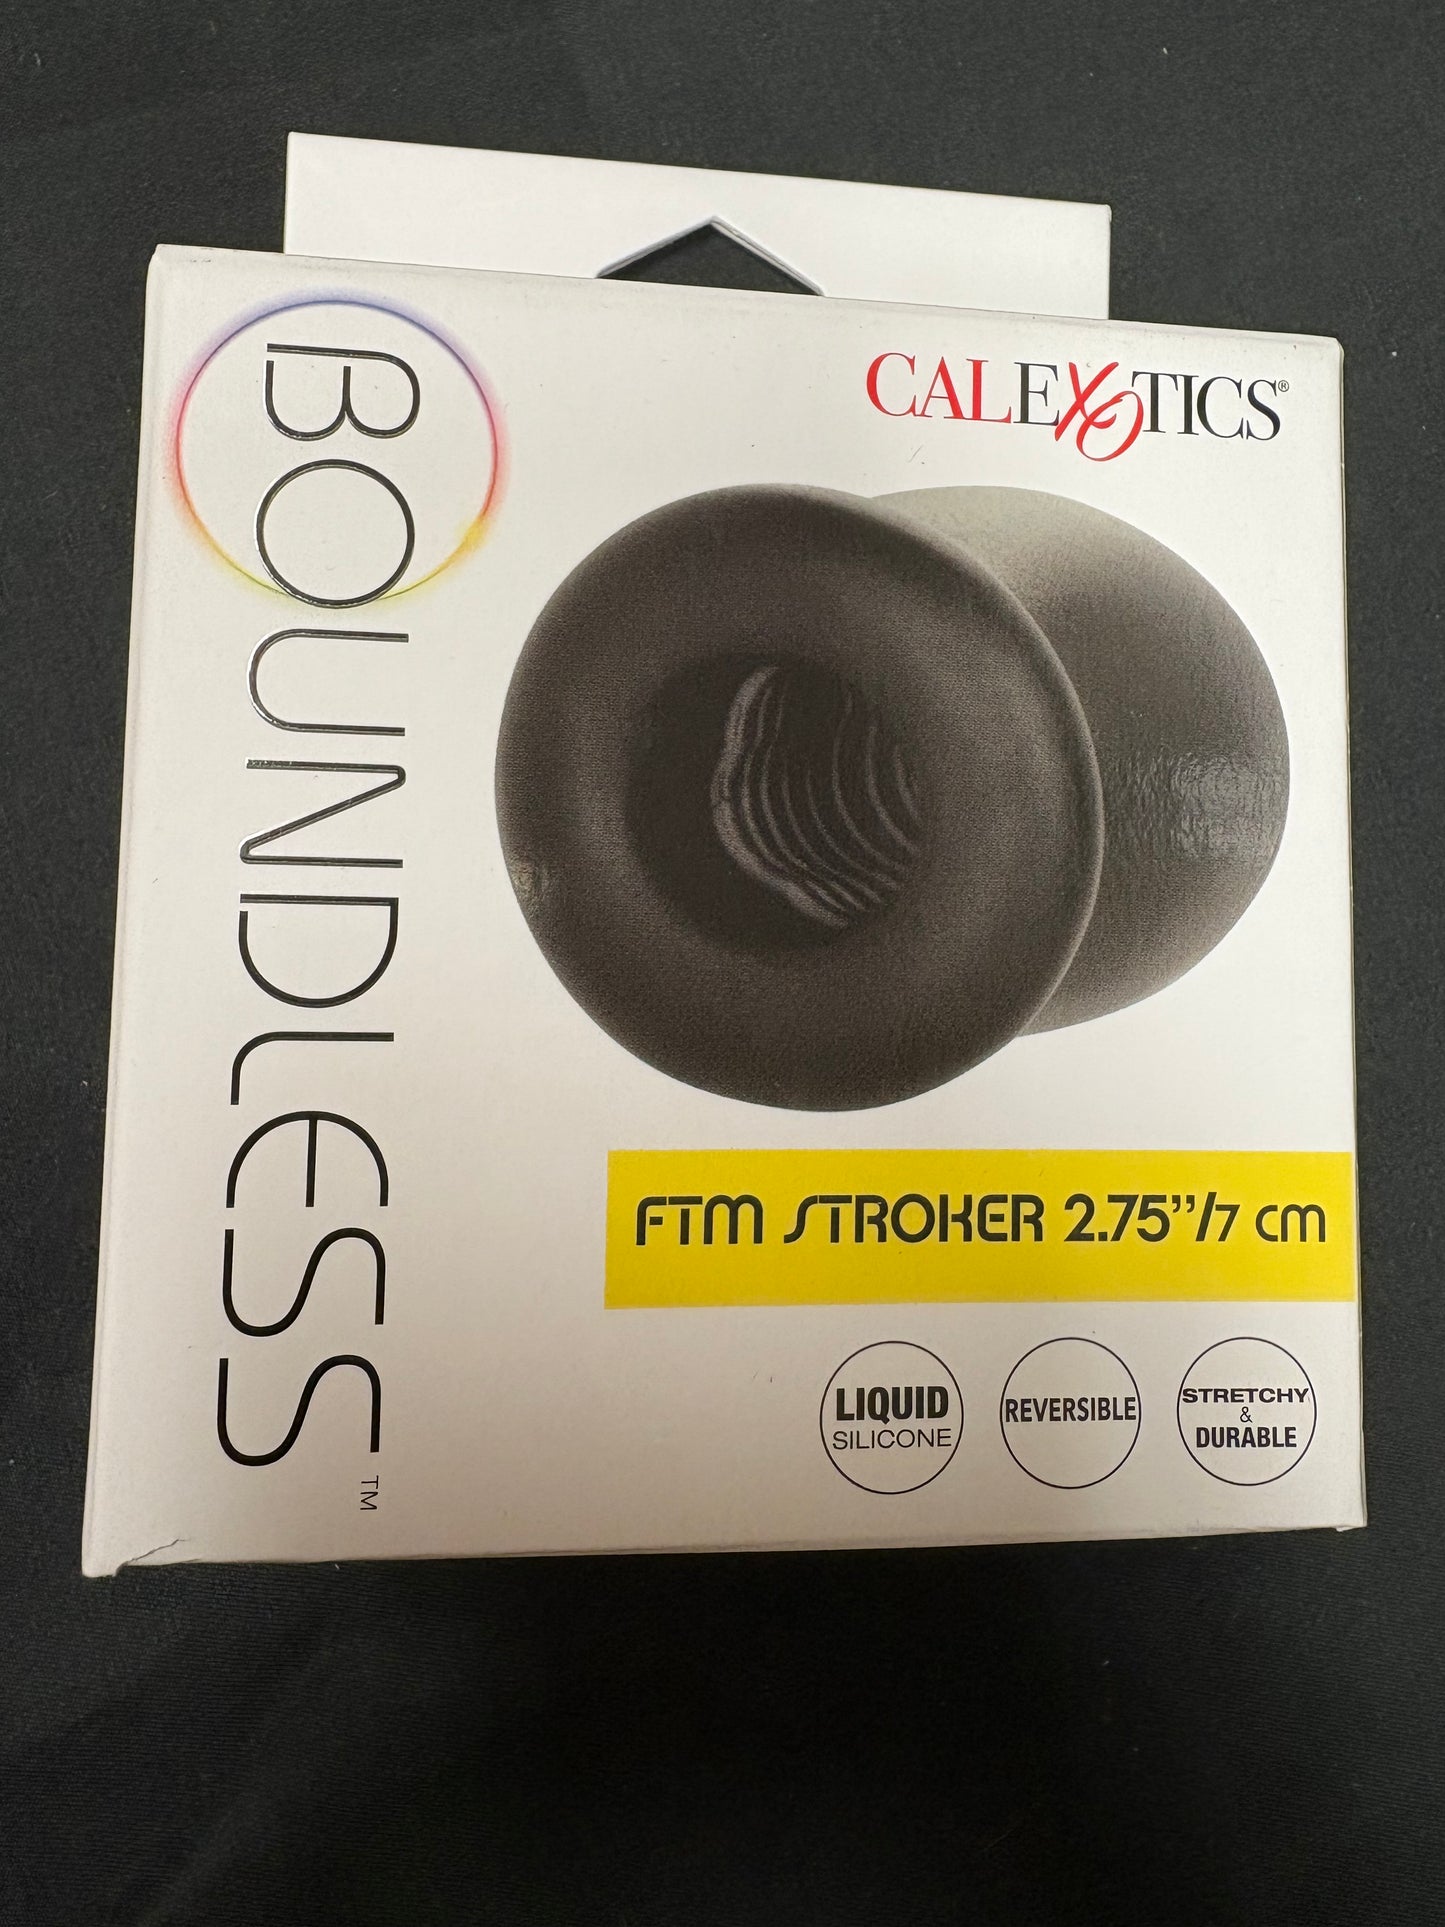 CALEXOTICS®
BOUNDLESS™
FTM STROKER 2.75”/7 CM
LIQUID
SILICONE
REVERSIBLE
STRETCHY
&
DURABLE